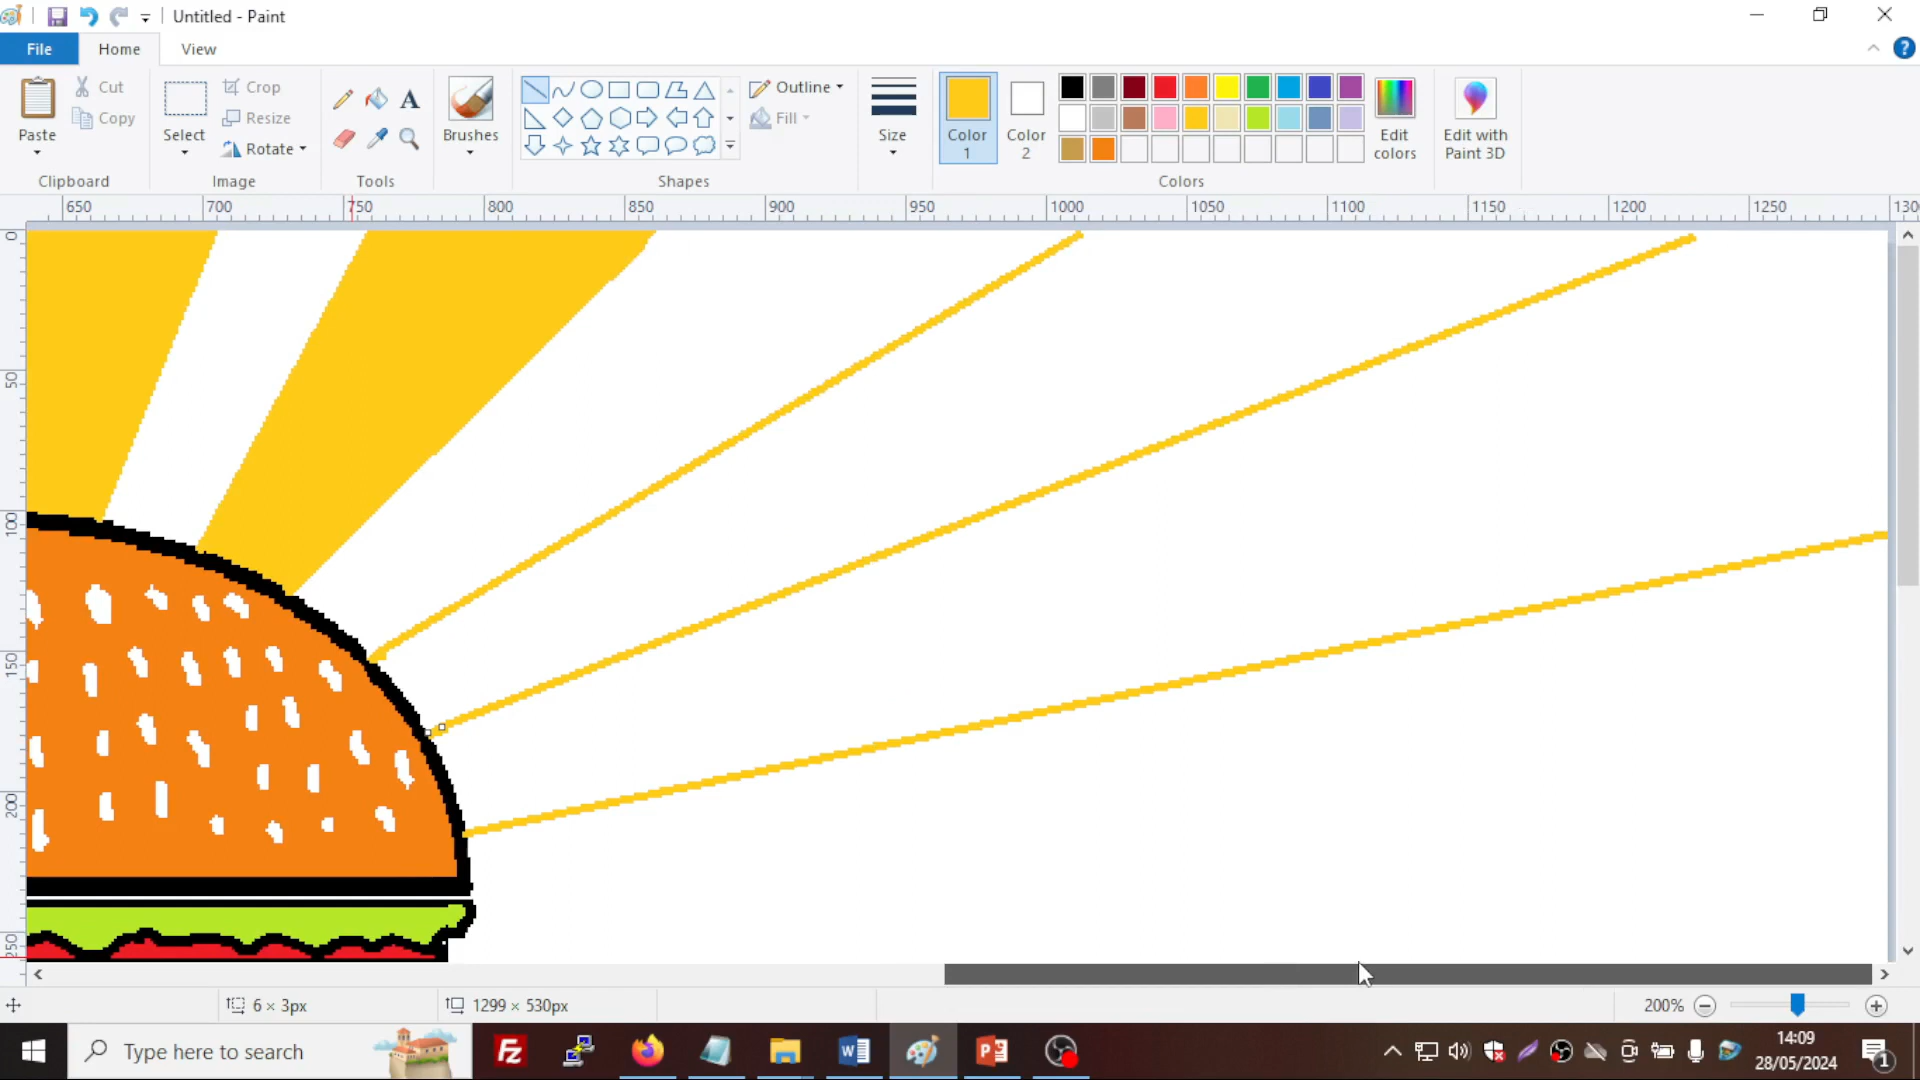 Untitled - Paint
File Home View
Paste Cut Copy Select Crop Resize Rotate A Brushes Outline Fill Size Color 1 Color 2 Edit colors Edit with Paint 3D ?
Clipboard Image Tools Shapes Colors
650 700 750 800 850 900 950 1000 1050 1100 1150 1200 1250 1300
0
50
100
150
200
250
6 × 3px 1299 × 530px 200%
Type here to search Fz W P 14:09
28/05/2024 1